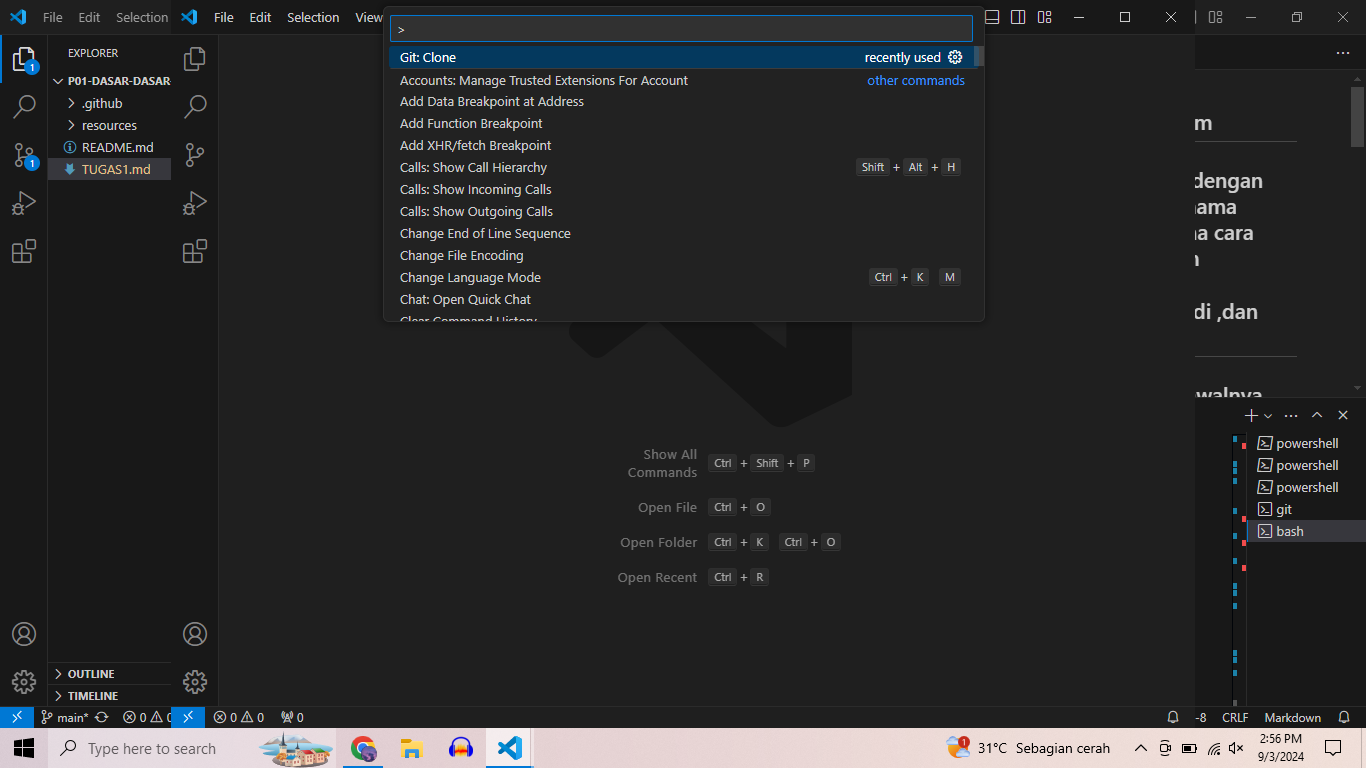 File Edit Selection
File Edit Selection View
>
Git: Clone recently used
Accounts: Manage Trusted Extensions For Account other commands
Add Data Breakpoint at Address
Add Function Breakpoint
Add XHR/fetch Breakpoint
Calls: Show Call Hierarchy Shift + Alt + H
Calls: Show Incoming Calls
Calls: Show Outgoing Calls
Change End of Line Sequence
Change File Encoding
Change Language Mode Ctrl + K M
Chat: Open Quick Chat
Clear Command History
EXPLORER
P01-DASAR-DASAR
.github
resources
README.md
TUGAS1.md
1
1
OUTLINE
TIMELINE
Show All
Commands Ctrl + Shift + P
Open File Ctrl + O
Open Folder Ctrl + K Ctrl + O
Open Recent Ctrl + R
m
dengan
nama
a cara
di ,dan
walnya
powershell
powershell
powershell
git
bash
main* 0 0
0 0 0
-8 CRLF Markdown
Type here to search
1 31°C Sebagian cerah
2:56 PM
9/3/2024